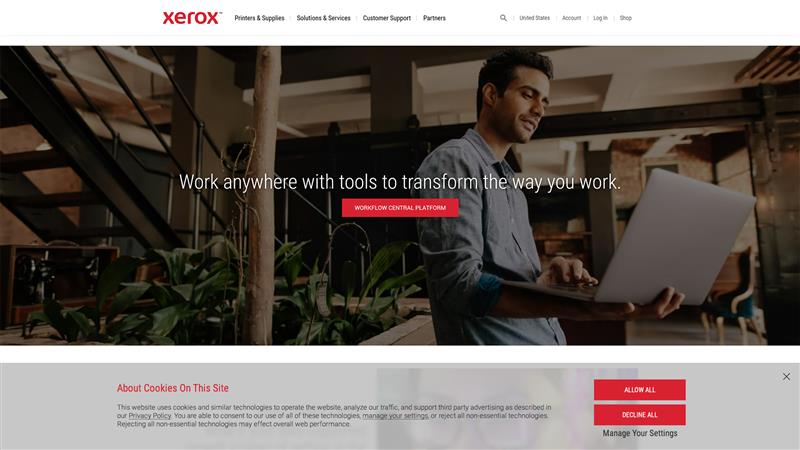 xerox™
Printers & Supplies
Solutions & Services
Customer Support
Partners
United States
Account
Log In
Shop
Work anywhere with tools to transform the way you work.
WORKFLOW CENTRAL PLATFORM
About Cookies On This Site
This website uses cookies and similar technologies to operate the website, analyze our traffic, and support third party advertising as described in
our Privacy Policy. You are able to consent to our use of all of these technologies, manage your settings, or reject all non-essential technologies.
Rejecting all non-essential technologies may effect overall web performance.
ALLOW ALL
DECLINE ALL
Manage Your Settings